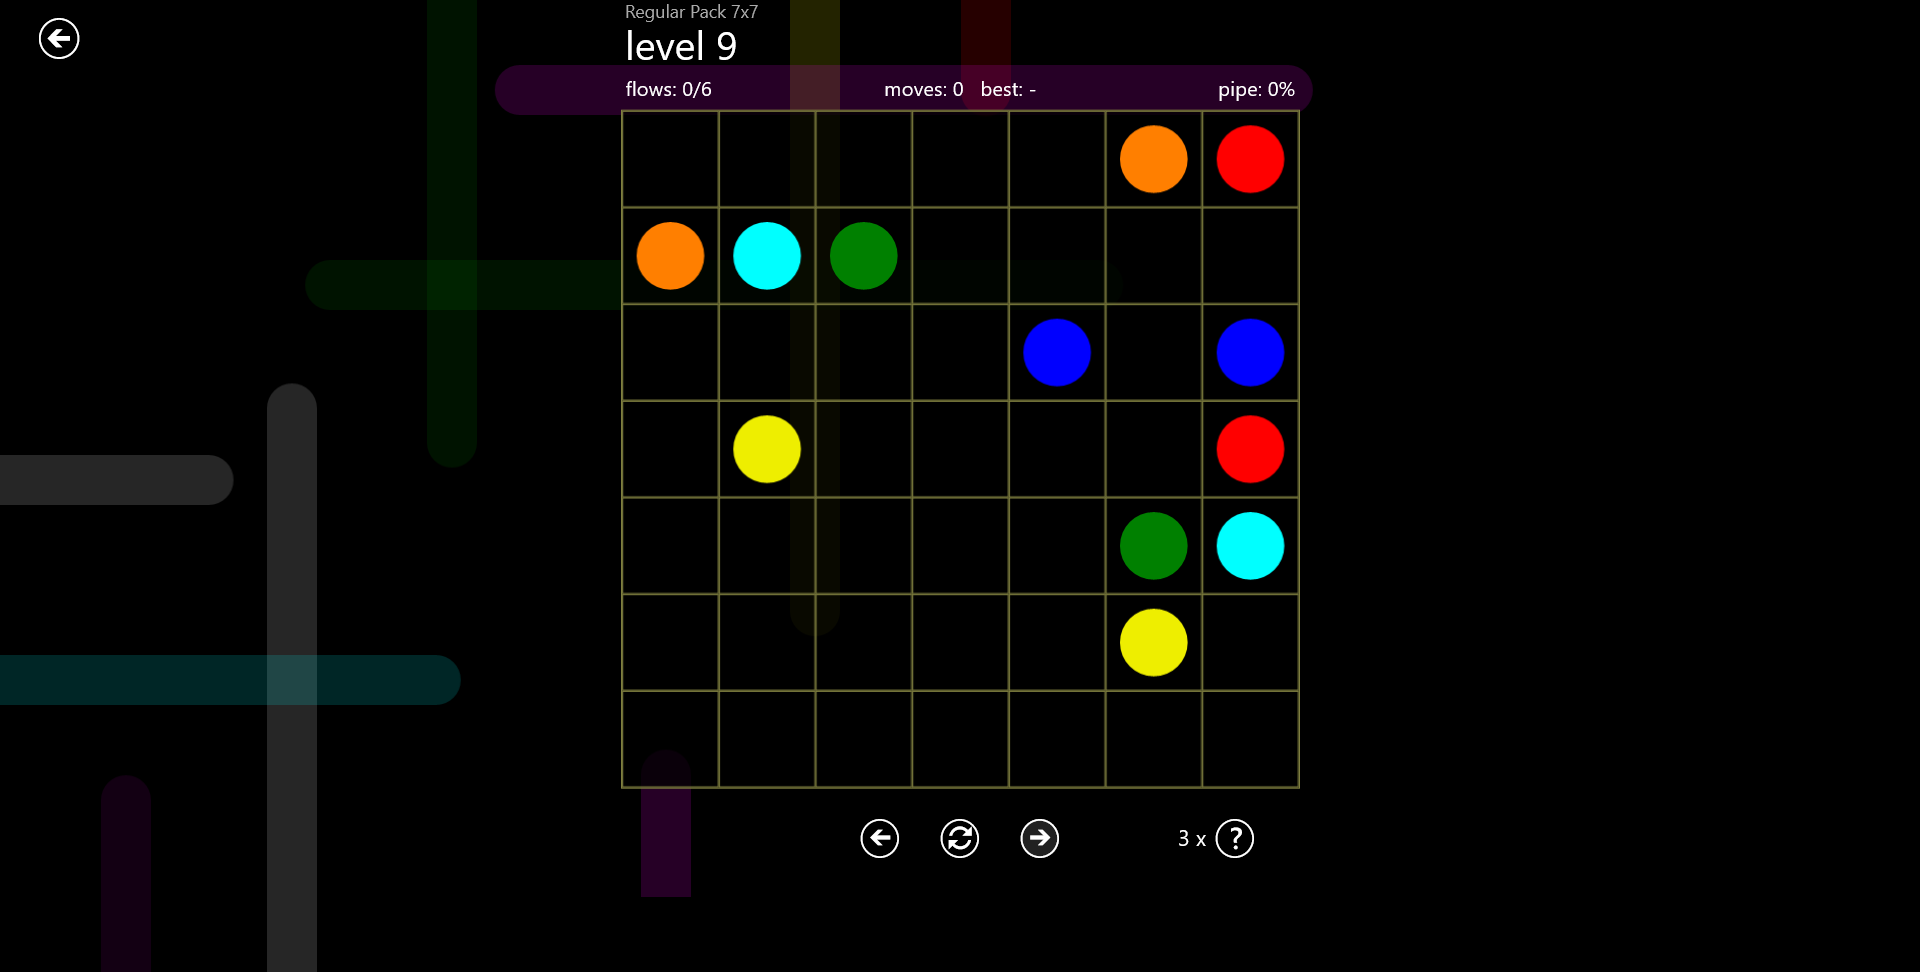 Regular Pack 7x7
level 9
flows: 0/6 moves: 0 best: - pipe: 0%
3 x ?